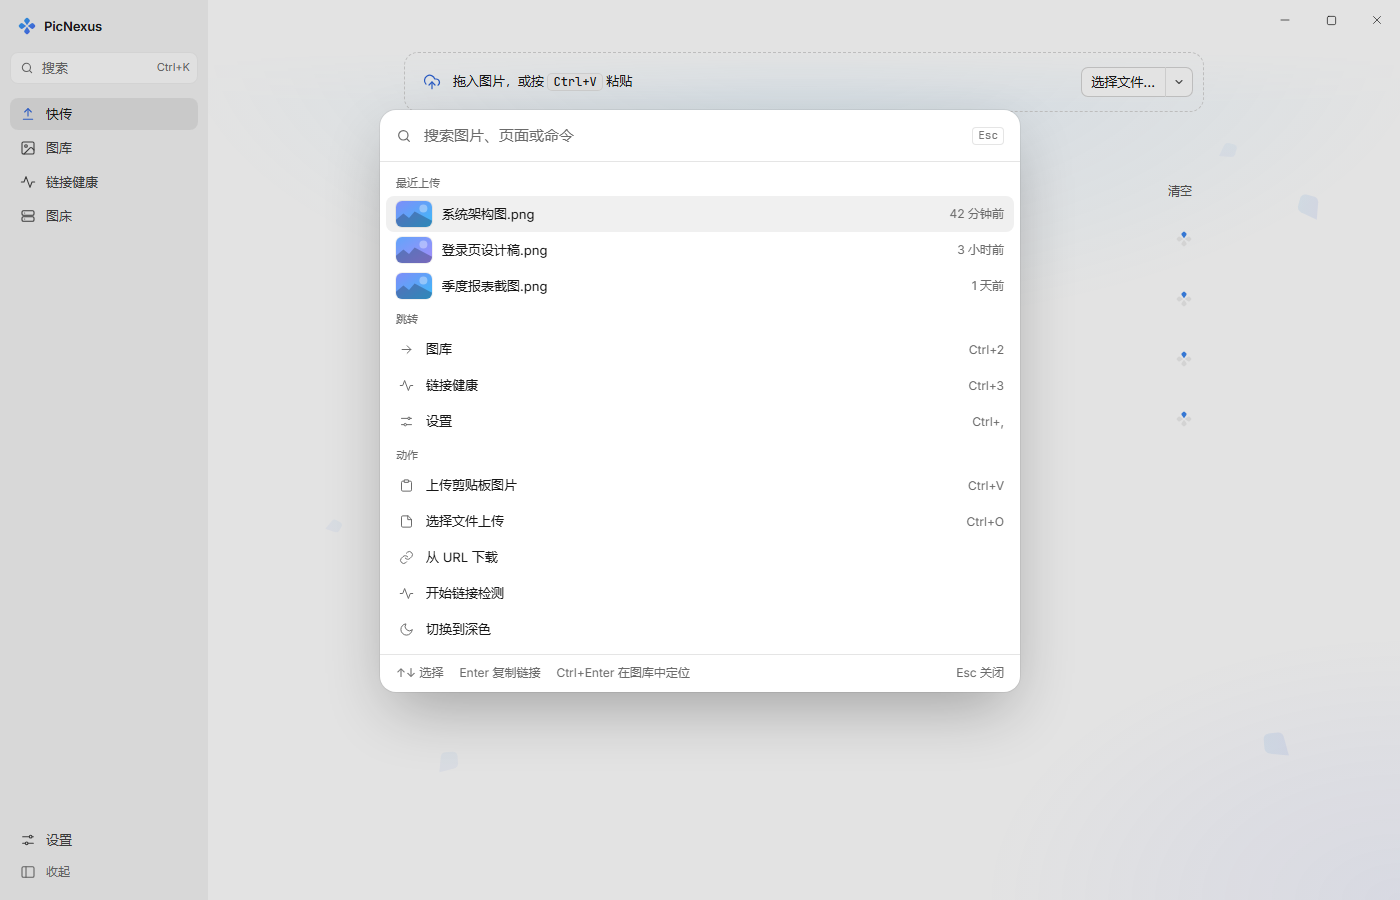 PicNexus
搜索 Ctrl+K
快传
图库
链接健康
图床
设置
收起
拖入图片，或按 Ctrl+V 粘贴
选择文件...
清空
搜索图片、页面或命令 Esc
最近上传
系统架构图.png 42 分钟前
登录页设计稿.png 3 小时前
季度报表截图.png 1 天前
跳转
图库 Ctrl+2
链接健康 Ctrl+3
设置 Ctrl+,
动作
上传剪贴板图片 Ctrl+V
选择文件上传 Ctrl+O
从 URL 下载
开始链接检测
切换到深色
↑↓ 选择 Enter 复制链接 Ctrl+Enter 在图库中定位 Esc 关闭